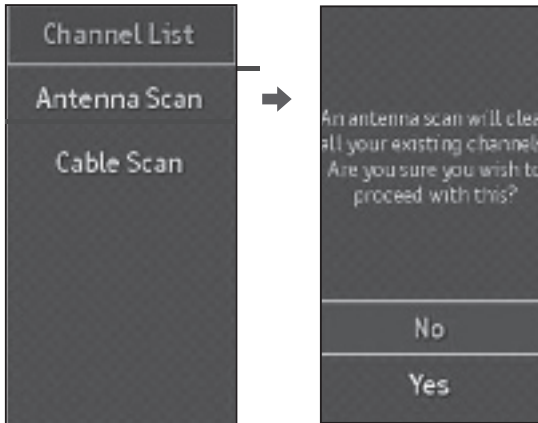 Channel List
Antenna Scan
Cable Scan
An antenna scan will clea
all your existing channels
Are you sure you wish to
proceed with this?
No
Yes